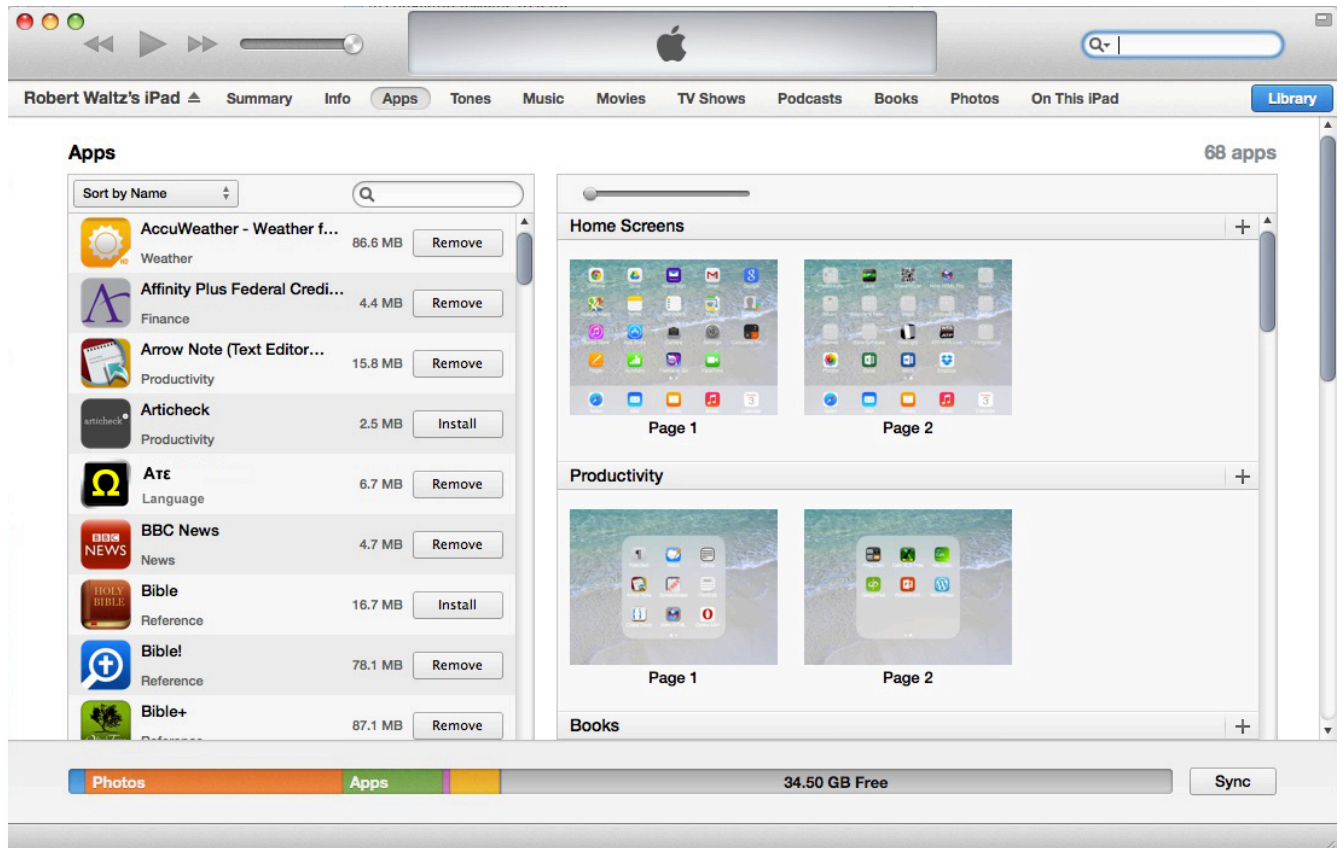 Robert Waltz's iPad Summary Info Apps Tones Music Movies TV Shows Podcasts Books Photos On This iPad Library
Apps
68 apps
Sort by Name
AccuWeather - Weather f...
Weather
86.6 MB Remove
Affinity Plus Federal Credi...
Finance
4.4 MB Remove
Arrow Note (Text Editor...
Productivity
15.8 MB Remove
articheck
Articheck
Productivity
2.5 MB Install
Ω
Ατε
Language
6.7 MB Remove
BBC
NEWS
BBC News
News
4.7 MB Remove
HOLY
BIBLE
Bible
Reference
16.7 MB Install
Bible!
Reference
78.1 MB Remove
Bible+
87.1 MB Remove
Home Screens
Page 1
Page 2
Productivity
Page 1
Page 2
Books
Photos
Apps
34.50 GB Free
Sync